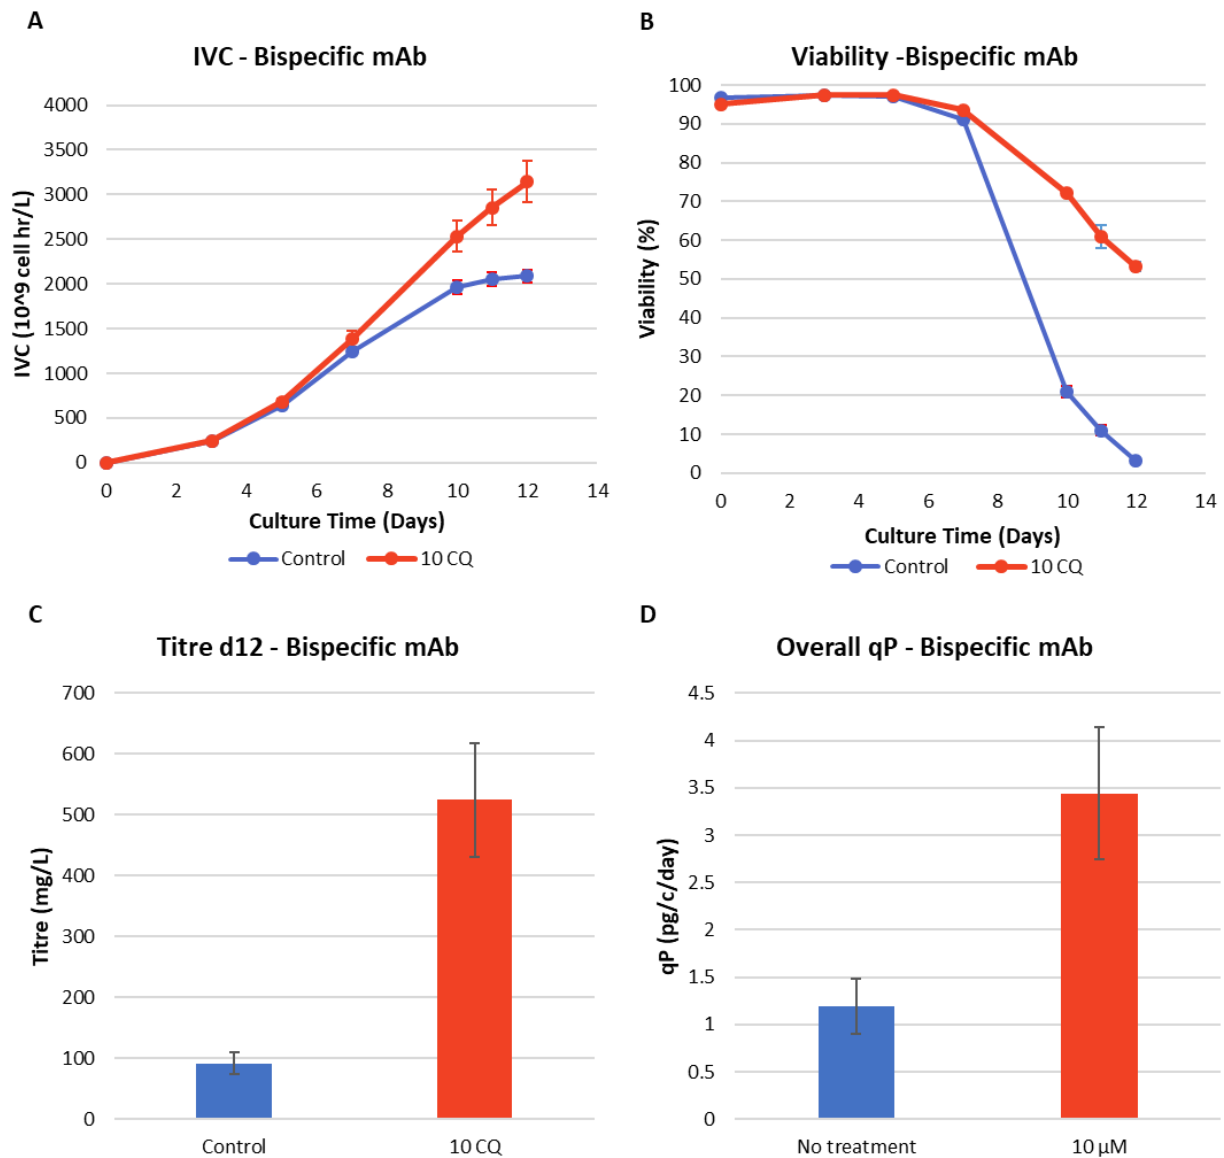 A
IVC - Bispecific mAb
4000
3500
3000
2500
2000
1500
1000
500
0
IVC (10^9 cell hr/L)
0 2 4 6 8 10 12 14
Culture Time (Days)
Control 10 CQ
B
Viability -Bispecific mAb
100
90
80
70
60
50
40
30
20
10
0
Viability (%)
0 2 4 6 8 10 12 14
Culture Time (Days)
Control 10 CQ
C
Titre d12 - Bispecific mAb
700
600
500
400
300
200
100
0
Titre (mg/L)
Control 10 CQ
D
Overall qP - Bispecific mAb
4.5
4
3.5
3
2.5
2
1.5
1
0.5
0
qP (pg/c/day)
No treatment 10 µM